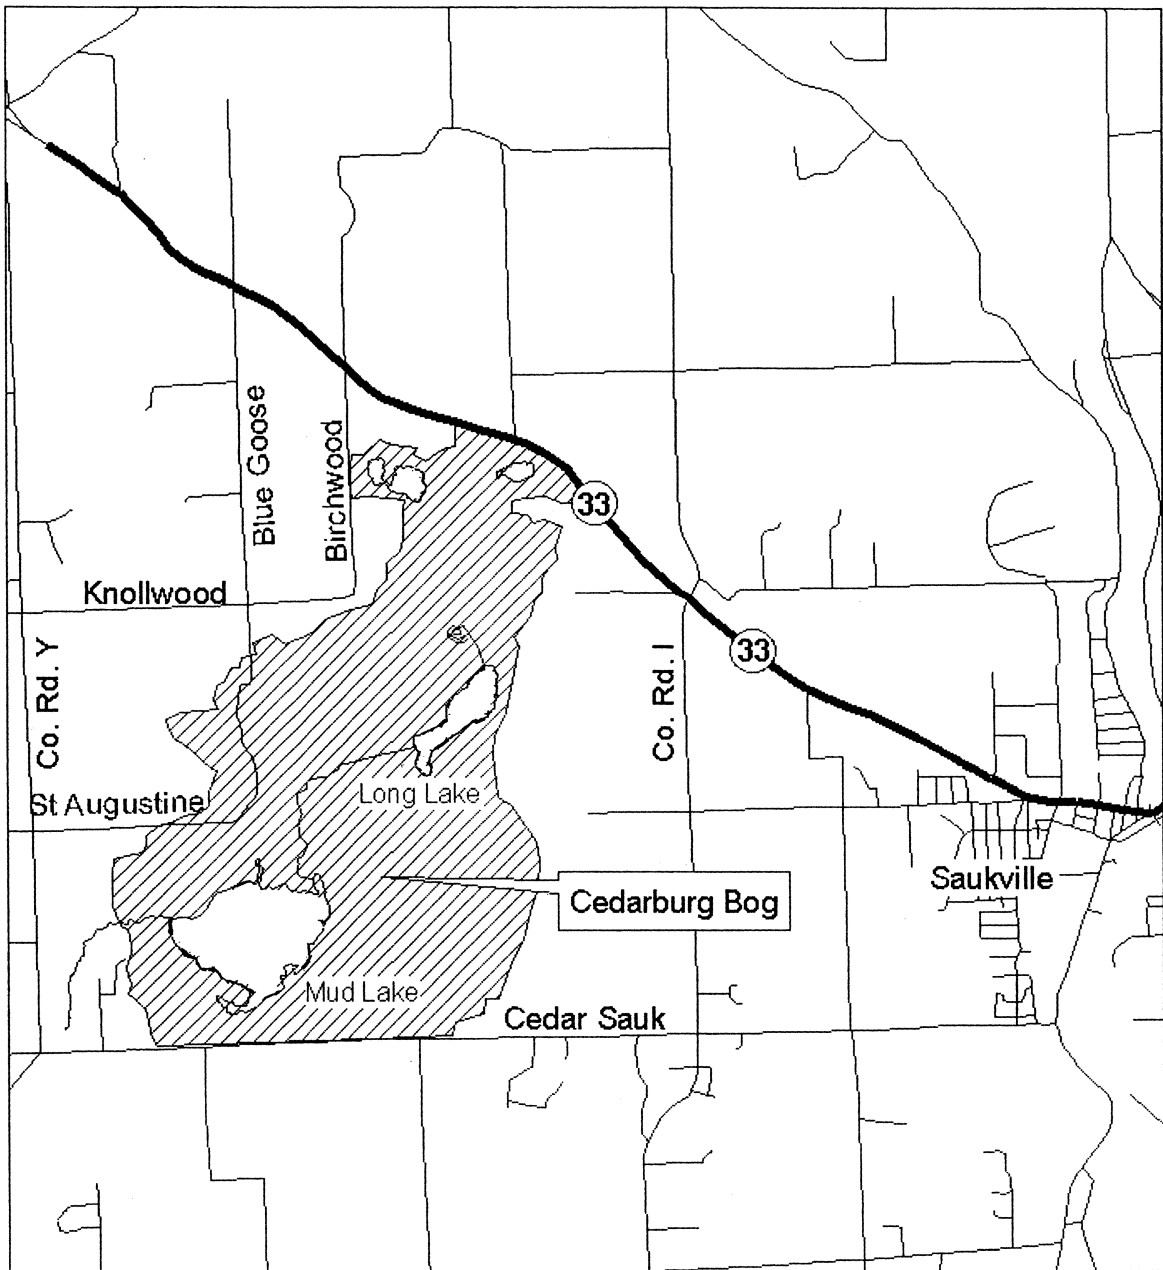 Blue Goose
Birchwood
33
Knollwood
33
Co. Rd. Y
Co. Rd. I
Long Lake
St Augustine
Saukville
Cedarburg Bog
Mud Lake
Cedar Sauk